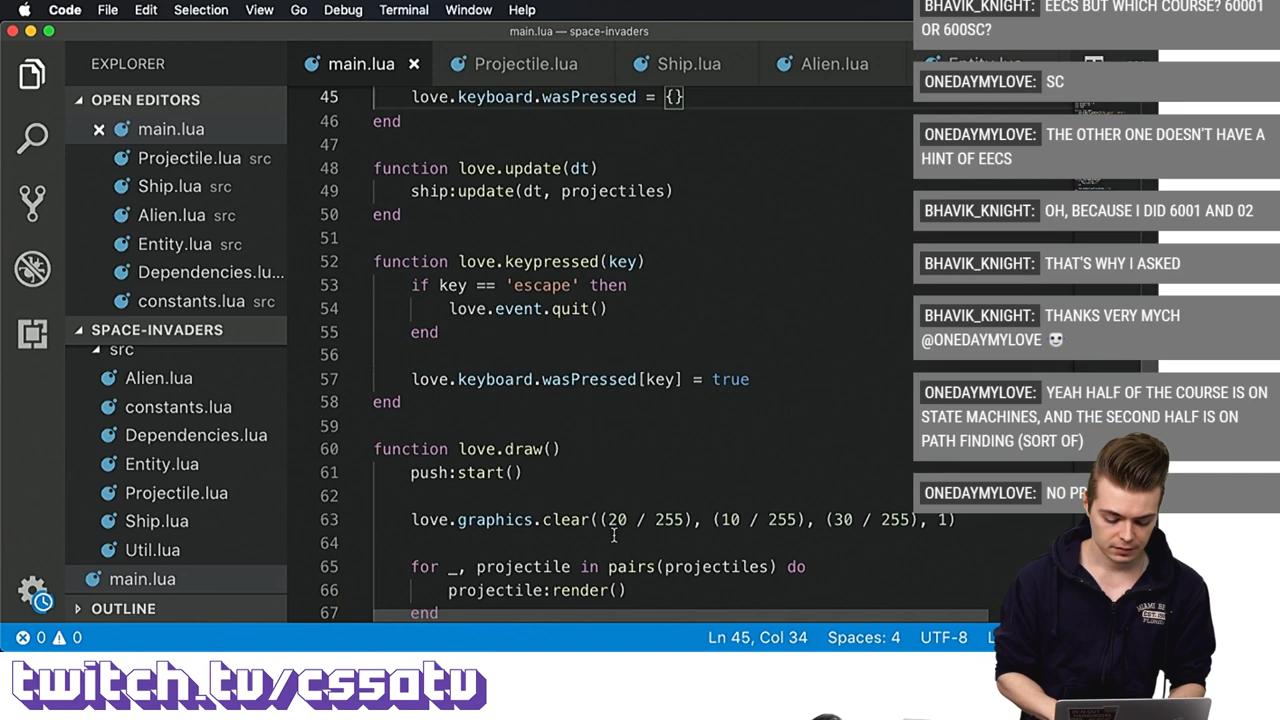 Code File Edit Selection View Go Debug Terminal Window Help
main.lua — space-invaders
EXPLORER
OPEN EDITORS
main.lua
Projectile.lua src
Ship.lua src
Alien.lua src
Entity.lua src
Dependencies.lu...
constants.lua src
SPACE-INVADERS
src
Alien.lua
constants.lua
Dependencies.lua
Entity.lua
Projectile.lua
Ship.lua
Util.lua
main.lua
OUTLINE
main.lua Projectile.lua Ship.lua Alien.lua Entity.lua
45 love.keyboard.wasPressed = {}
46 end
47
48 function love.update(dt)
49 ship:update(dt, projectiles)
50 end
51
52 function love.keypressed(key)
53 if key == 'escape' then
54 love.event.quit()
55 end
56
57 love.keyboard.wasPressed[key] = true
58 end
59
60 function love.draw()
61 push:start()
62
63 love.graphics.clear((20 / 255), (10 / 255), (30 / 255), 1)
64
65 for _, projectile in pairs(projectiles) do
66 projectile:render()
67 end
0 0 Ln 45, Col 34 Spaces: 4 UTF-8
BHAVIK_KNIGHT: EECS BUT WHICH COURSE? 60001
OR 600SC?
ONEDAYMYLOVE: SC
ONEDAYMYLOVE: THE OTHER ONE DOESN'T HAVE A
HINT OF EECS
BHAVIK_KNIGHT: OH, BECAUSE I DID 6001 AND 02
BHAVIK_KNIGHT: THAT'S WHY I ASKED
BHAVIK_KNIGHT: THANKS VERY MYCH
@ONEDAYMYLOVE
ONEDAYMYLOVE: YEAH HALF OF THE COURSE IS ON
STATE MACHINES, AND THE SECOND HALF IS ON
PATH FINDING (SORT OF)
ONEDAYMYLOVE: NO
twitch.tv/cs50tv